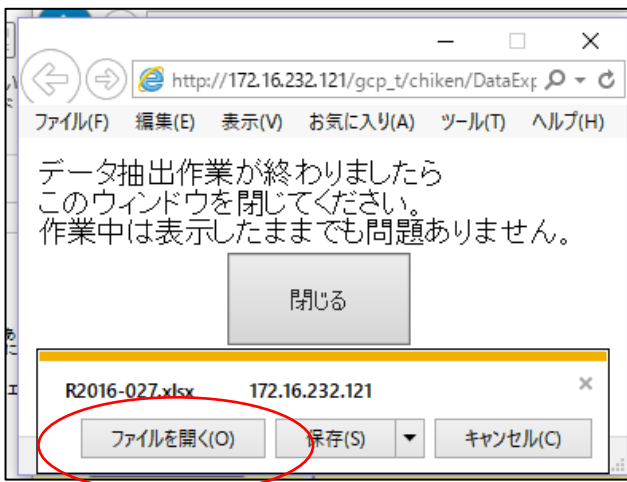 http://172.16.232.121/gcp_t/chiken/DataExp
ファイル(F) 編集(E) 表示(V) お気に入り(A) ツール(T) ヘルプ(H)
データ抽出作業が終わりましたら
このウィンドウを閉じてください。
作業中は表示したままでも問題ありません。
閉じる
R2016-027.xlsx 172.16.232.121
ファイルを開く(O) 保存(S) キャンセル(C)